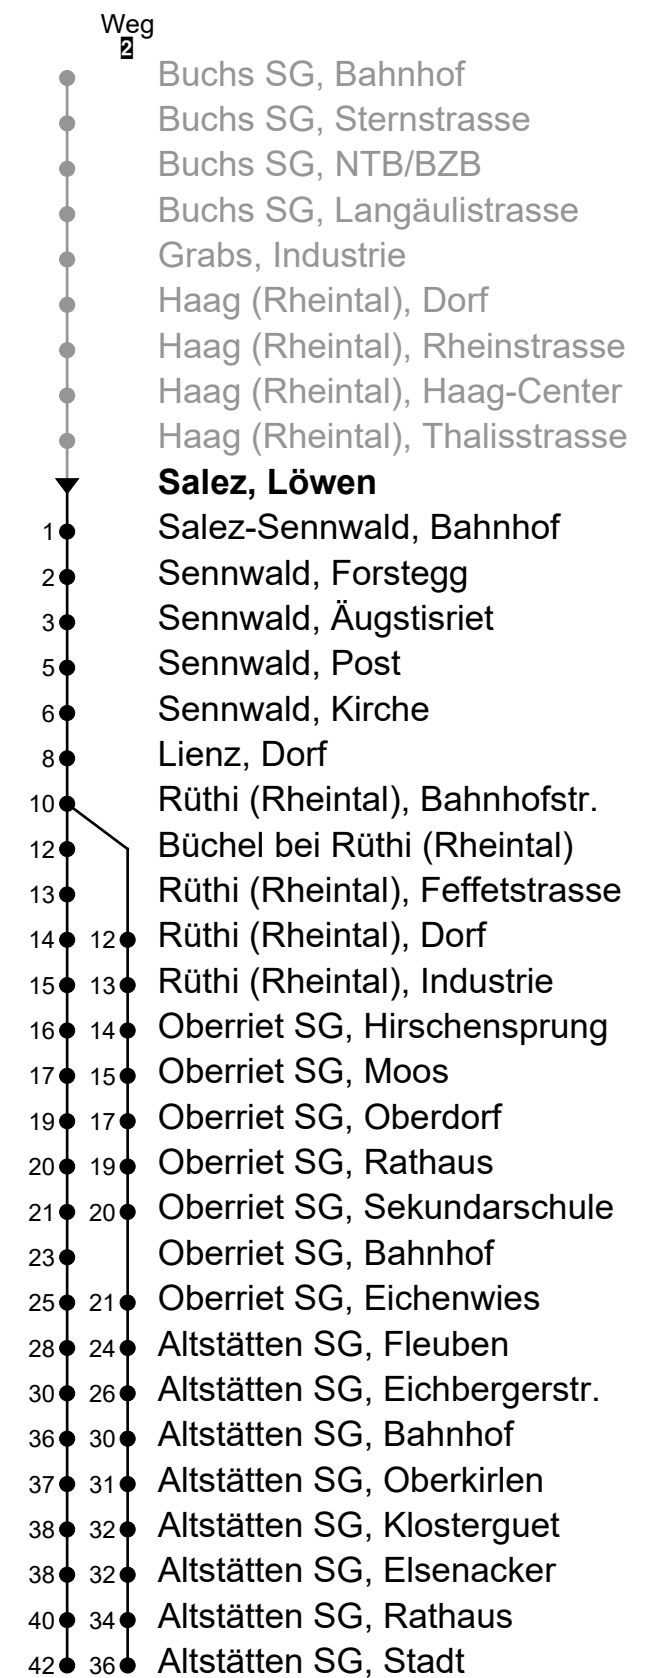 Weg
2
Buchs SG, Bahnhof
Buchs SG, Sternstrasse
Buchs SG, NTB/BZB
Buchs SG, Langäulistrasse
Grabs, Industrie
Haag (Rheintal), Dorf
Haag (Rheintal), Rheinstrasse
Haag (Rheintal), Haag-Center
Haag (Rheintal), Thalisstrasse
Salez, Löwen
1 Salez-Sennwald, Bahnhof
2 Sennwald, Forstegg
3 Sennwald, Äugstisriet
5 Sennwald, Post
6 Sennwald, Kirche
8 Lienz, Dorf
10 Rüthi (Rheintal), Bahnhofstr.
12 Büchel bei Rüthi (Rheintal)
13 Rüthi (Rheintal), Feffetstrasse
14 12 Rüthi (Rheintal), Dorf
15 13 Rüthi (Rheintal), Industrie
16 14 Oberriet SG, Hirschensprung
17 15 Oberriet SG, Moos
19 17 Oberriet SG, Oberdorf
20 19 Oberriet SG, Rathaus
21 20 Oberriet SG, Sekundarschule
23 Oberriet SG, Bahnhof
25 21 Oberriet SG, Eichenwies
28 24 Altstätten SG, Fleuben
30 26 Altstätten SG, Eichbergerstr.
36 30 Altstätten SG, Bahnhof
37 31 Altstätten SG, Oberkirlen
38 32 Altstätten SG, Klosterguet
38 32 Altstätten SG, Elsenacker
40 34 Altstätten SG, Rathaus
42 36 Altstätten SG, Stadt